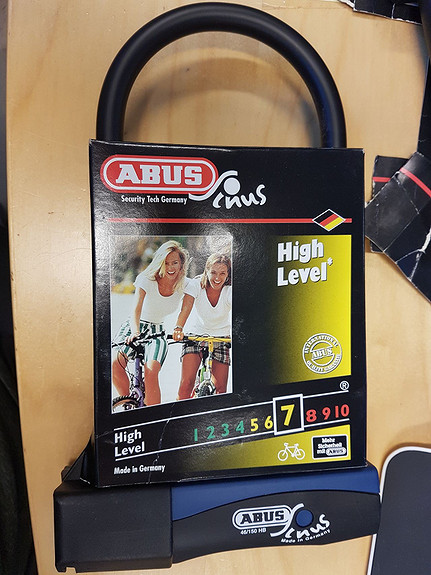 ABUS
Security Tech Germany
Sinus
High
Level*
INTERNATIONAL
ABUS
®
1 2 3 4 5 6 7 8 9 10
High
Level
Made in Germany
Mehr
Sicherheit
mit ABUS
ABUS Sinus
46/150 HB
Made in Germany